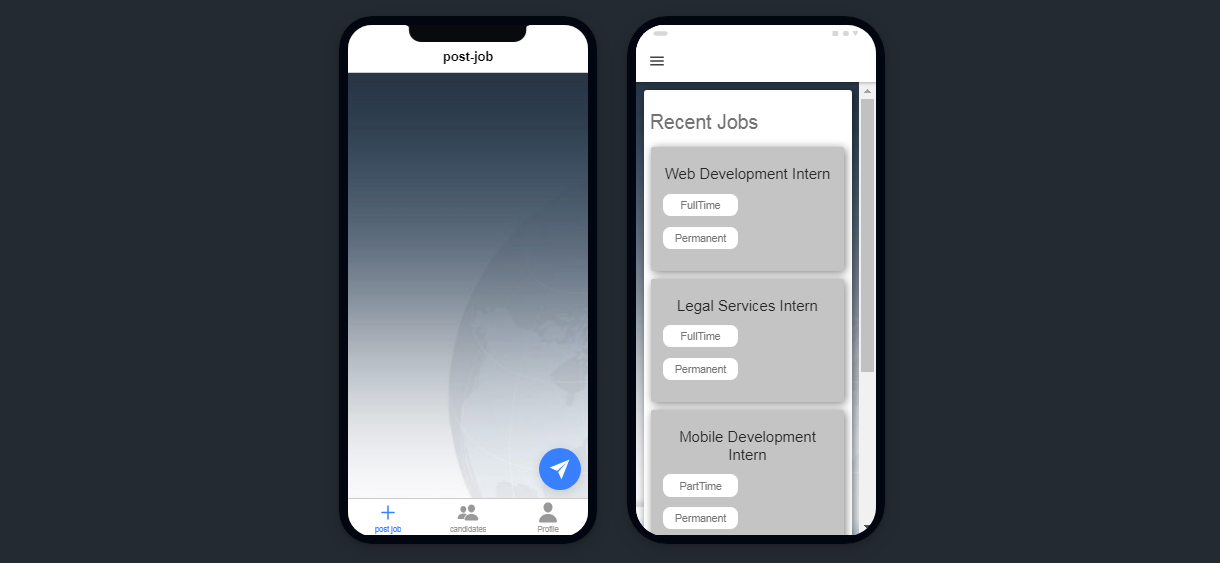 post-job
post job
candidates
Profile
Recent Jobs
Web Development Intern
FullTime
Permanent
Legal Services Intern
FullTime
Permanent
Mobile Development
Intern
PartTime
Permanent